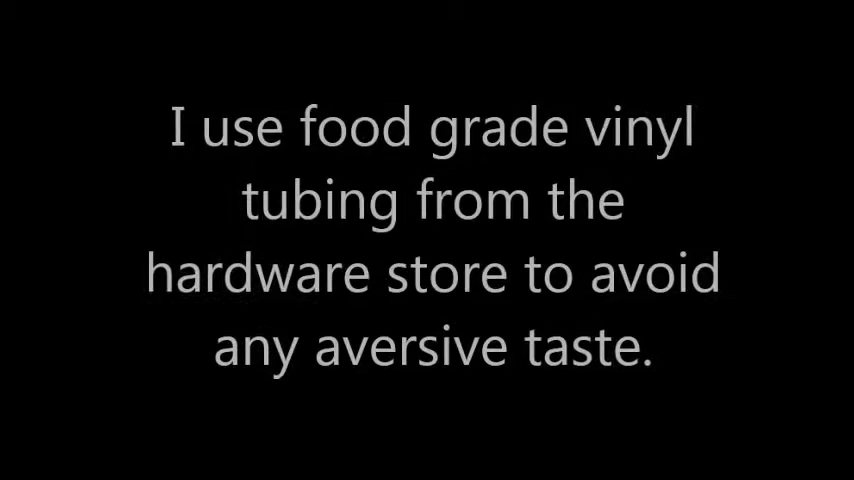 I use food grade vinyl
tubing from the
hardware store to avoid
any aversive taste.